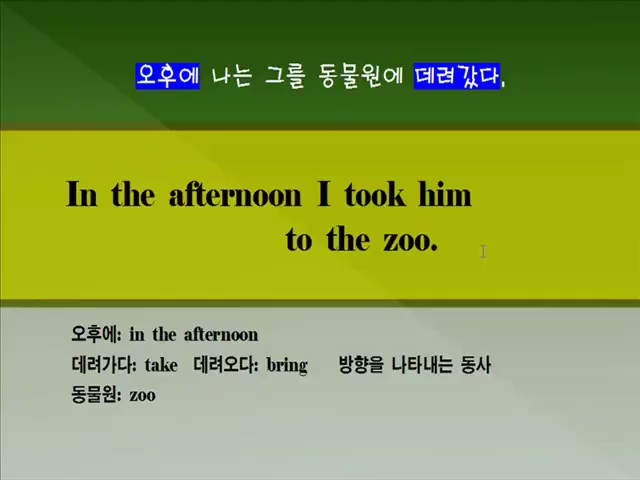 오후에 나는 그를 동물원에 데려갔다.
In the afternoon I took him
to the zoo.
오후에: in the afternoon
데려가다: take 데려오다: bring 방향을 나타내는 동사
동물원: zoo